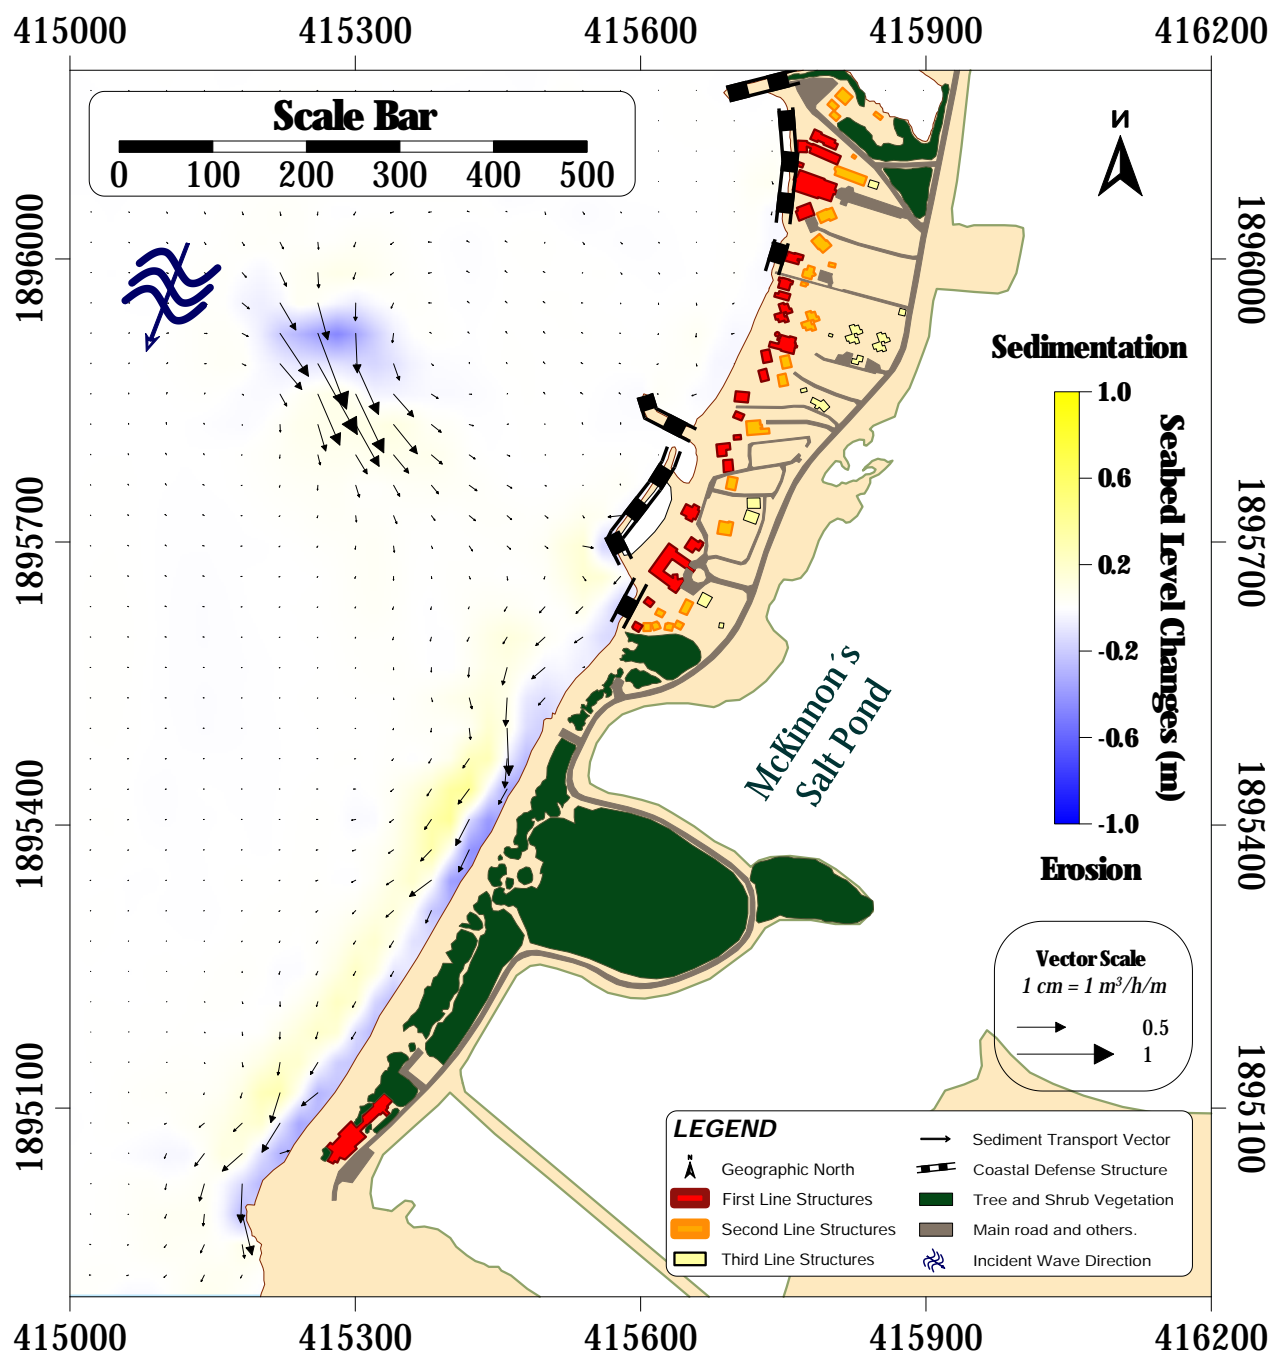 415000 415300 415600 415900 416200
Scale Bar
0 100 200 300 400 500
N
1896000
1896000
Sedimentation
1.0
0.6
0.2
-0.2
-0.6
-1.0
Seabed Level Changes (m)
Erosion
1895700
1895700
McKinnon´s
Salt Pond
1895400
1895400
Vector Scale
1 cm = 1 m³/h/m
0.5
1
1895100
1895100
LEGEND
N
Geographic North
First Line Structures
Second Line Structures
Third Line Structures
Sediment Transport Vector
Coastal Defense Structure
Tree and Shrub Vegetation
Main road and others.
Incident Wave Direction
415000 415300 415600 415900 416200